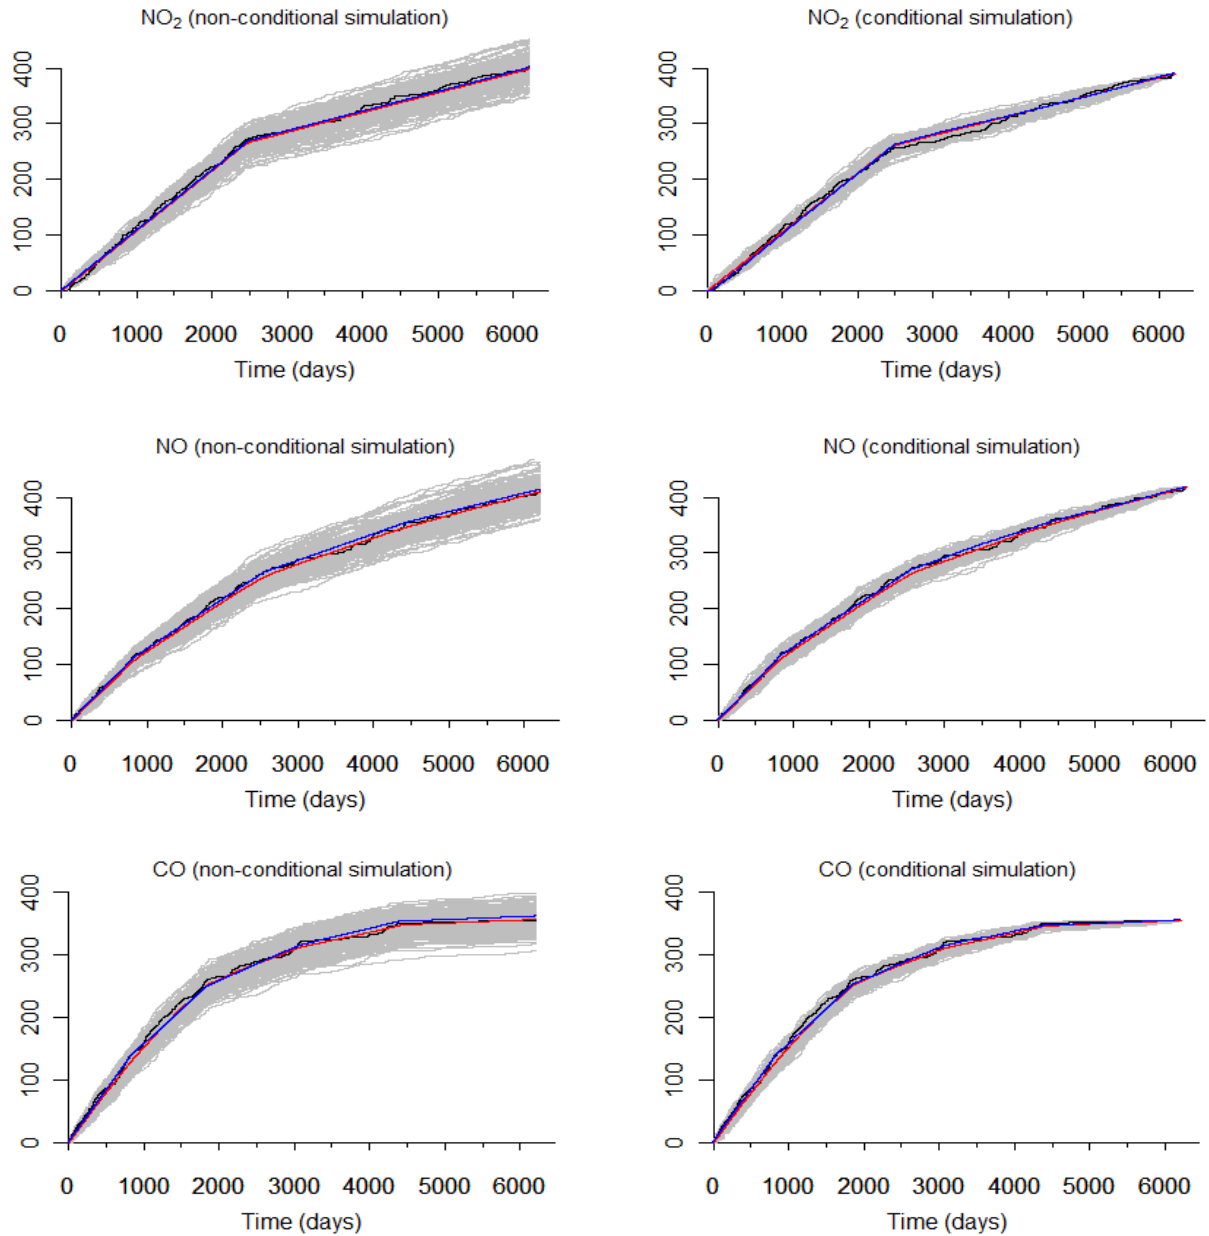 NO₂ (non-conditional simulation)
400
300
200
100
0
0 1000 2000 3000 4000 5000 6000
Time (days)
NO₂ (conditional simulation)
400
300
200
100
0
0 1000 2000 3000 4000 5000 6000
Time (days)
NO (non-conditional simulation)
400
300
200
100
0
0 1000 2000 3000 4000 5000 6000
Time (days)
NO (conditional simulation)
400
300
200
100
0
0 1000 2000 3000 4000 5000 6000
Time (days)
CO (non-conditional simulation)
400
300
200
100
0
0 1000 2000 3000 4000 5000 6000
Time (days)
CO (conditional simulation)
400
300
200
100
0
0 1000 2000 3000 4000 5000 6000
Time (days)